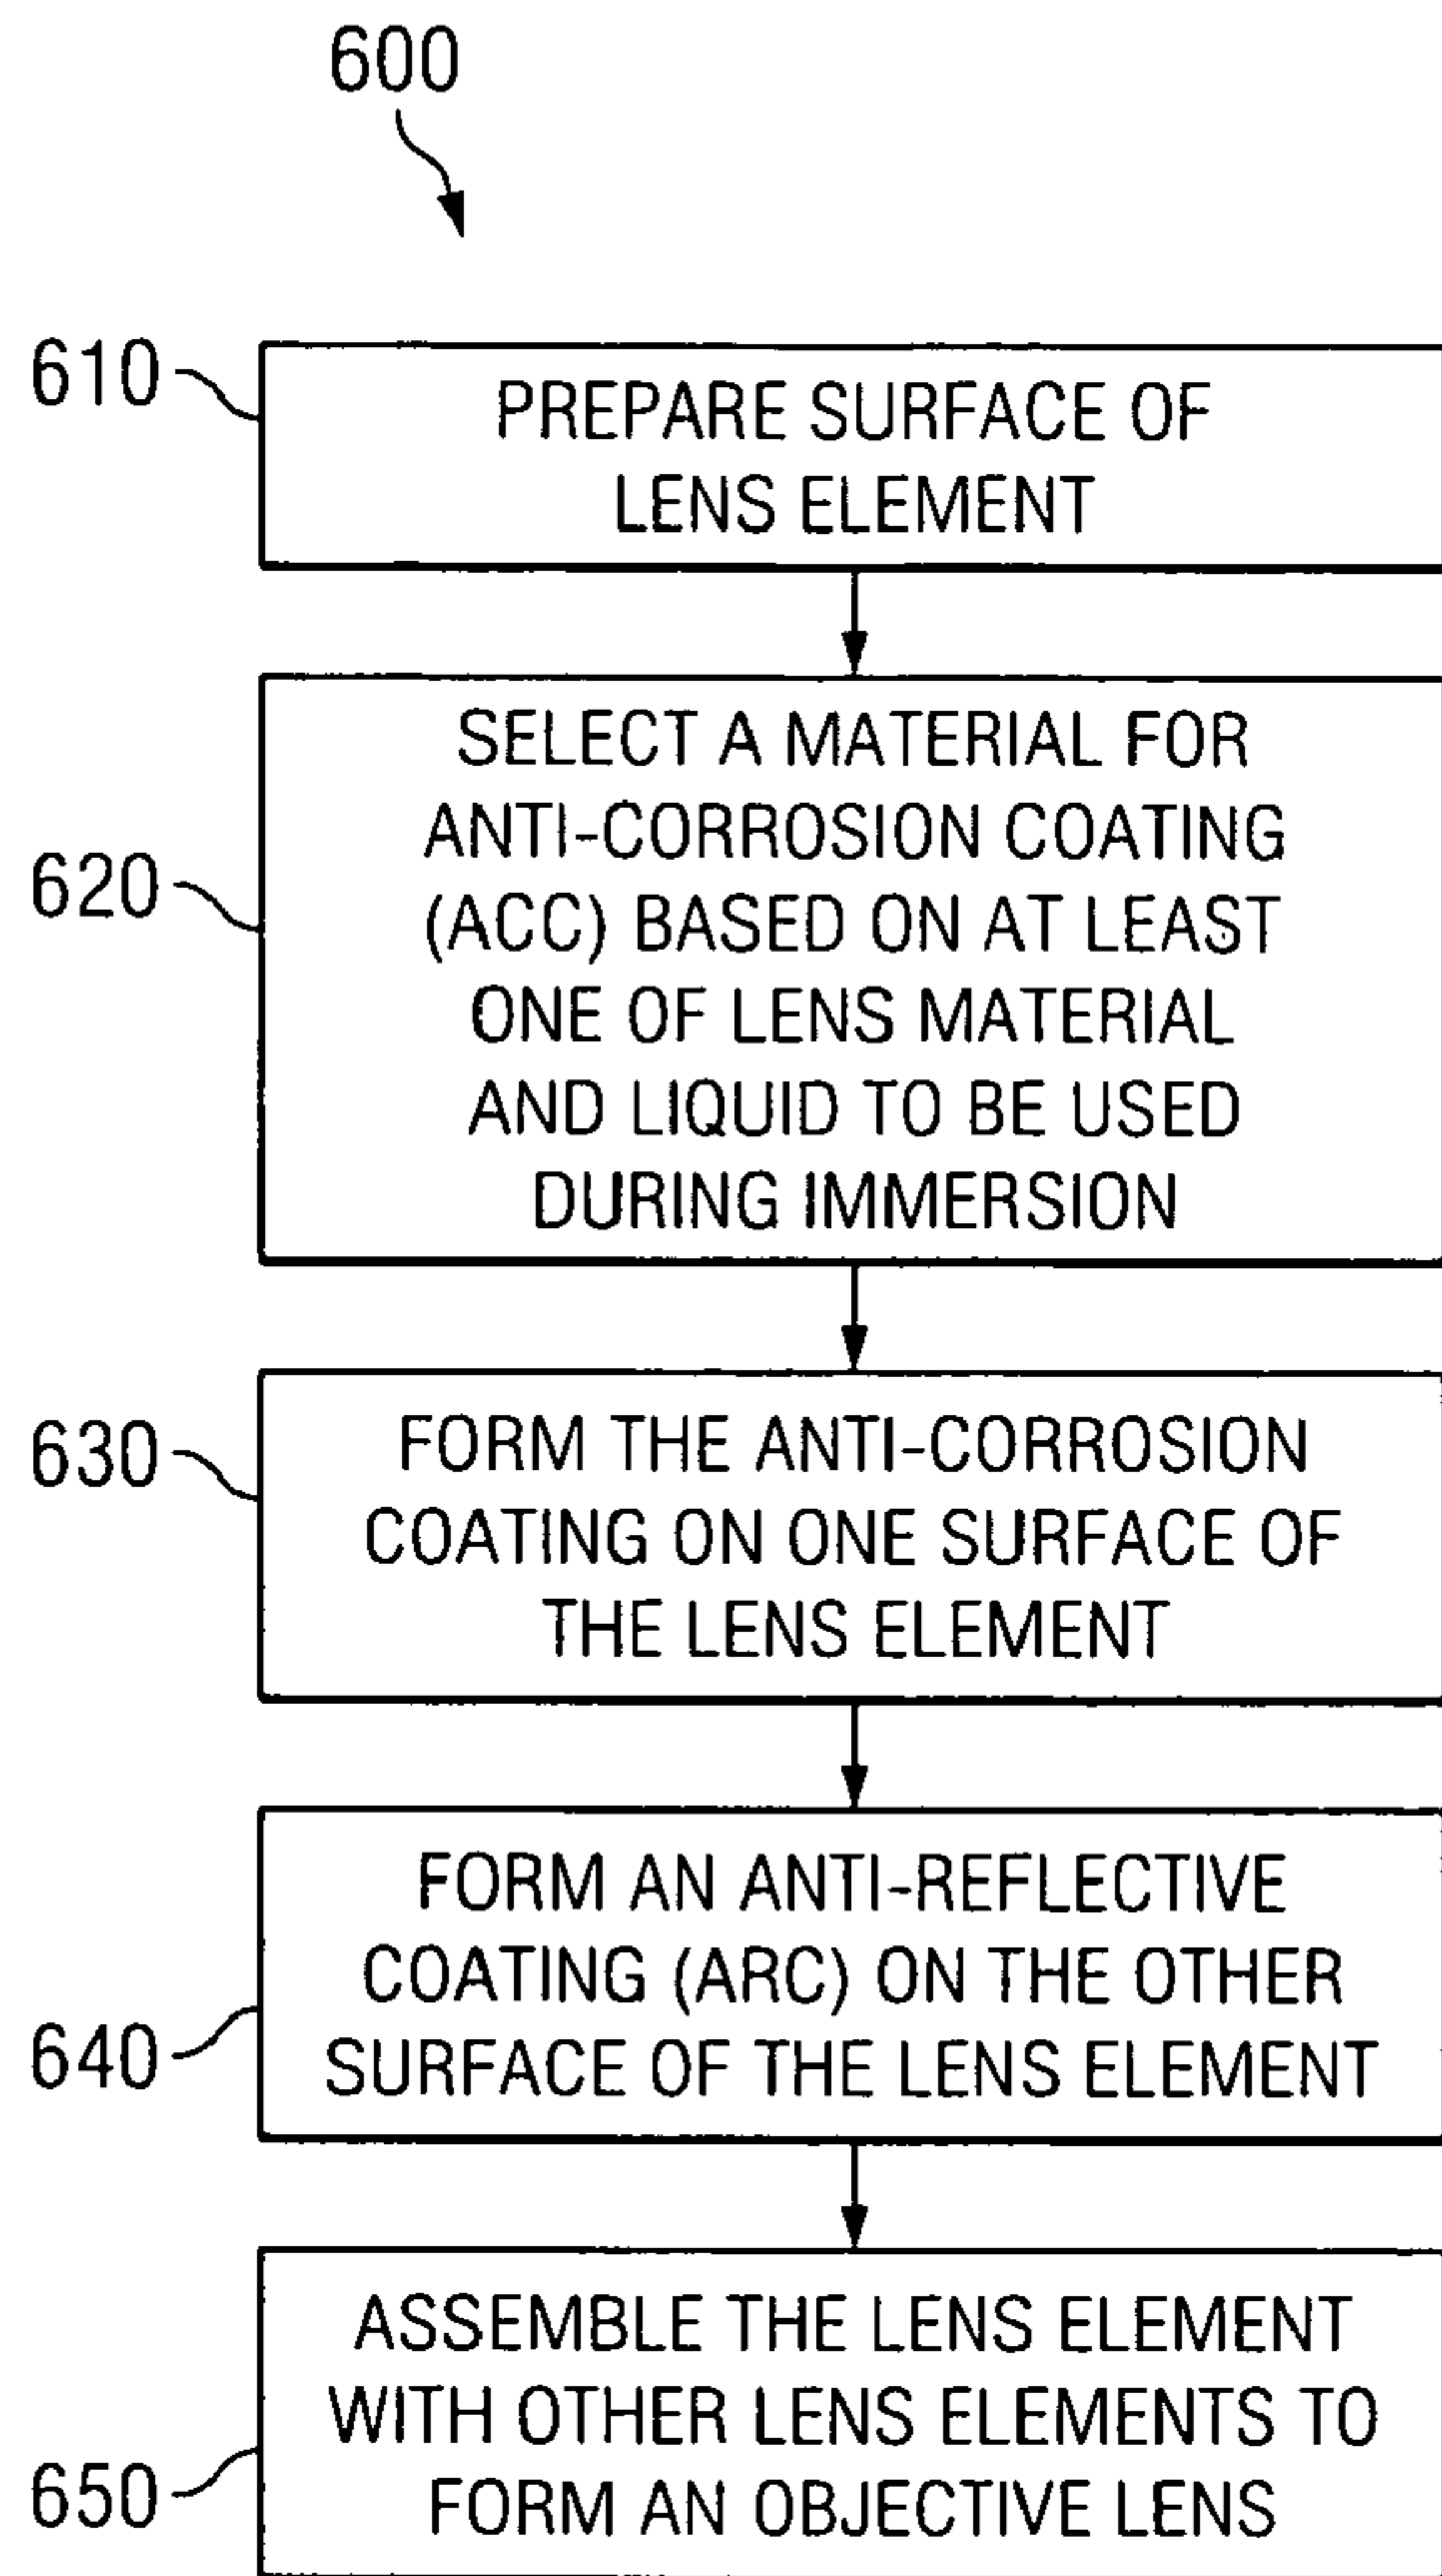 600
610
PREPARE SURFACE OF
LENS ELEMENT
620
SELECT A MATERIAL FOR
ANTI-CORROSION COATING
(ACC) BASED ON AT LEAST
ONE OF LENS MATERIAL
AND LIQUID TO BE USED
DURING IMMERSION
630
FORM THE ANTI-CORROSION
COATING ON ONE SURFACE OF
THE LENS ELEMENT
640
FORM AN ANTI-REFLECTIVE
COATING (ARC) ON THE OTHER
SURFACE OF THE LENS ELEMENT
650
ASSEMBLE THE LENS ELEMENT
WITH OTHER LENS ELEMENTS TO
FORM AN OBJECTIVE LENS